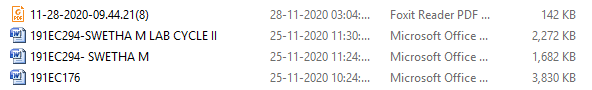 11-28-2020-09.44.21(8) 28-11-2020 03:04:... Foxit Reader PDF ... 142 KB
191EC294-SWETHA M LAB CYCLE II 25-11-2020 11:30:... Microsoft Office ... 2,272 KB
191EC294- SWETHA M 25-11-2020 11:24:... Microsoft Office ... 1,682 KB
191EC176 25-11-2020 10:24:... Microsoft Office ... 3,830 KB